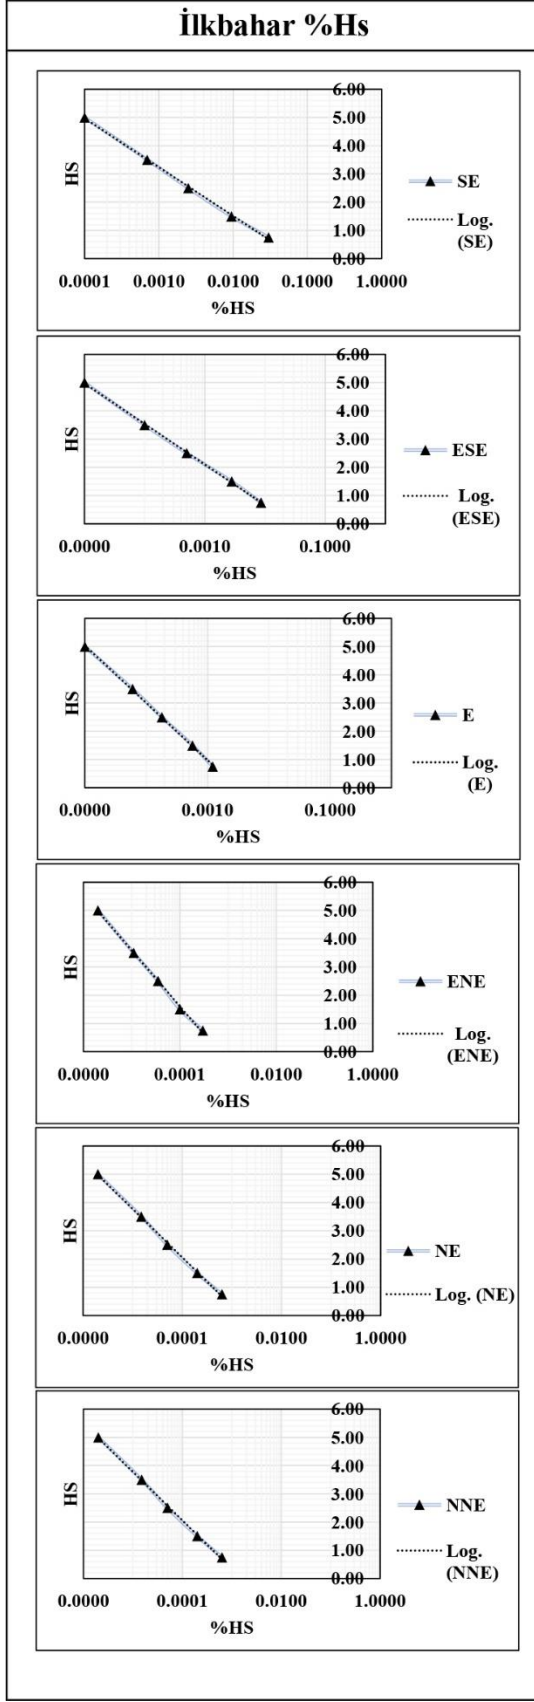 İlkbahar %Hs
6.00
5.00
4.00
3.00
2.00
1.00
0.00
HS
0.0001 0.0010 0.0100 0.1000 1.0000
%HS
SE
Log.
(SE)
6.00
5.00
4.00
3.00
2.00
1.00
0.00
HS
0.0000 0.0010 0.1000
%HS
ESE
Log.
(ESE)
6.00
5.00
4.00
3.00
2.00
1.00
0.00
HS
0.0000 0.0010 0.1000
%HS
E
Log.
(E)
6.00
5.00
4.00
3.00
2.00
1.00
0.00
HS
0.0000 0.0001 0.0100 1.0000
%HS
ENE
Log.
(ENE)
6.00
5.00
4.00
3.00
2.00
1.00
0.00
HS
0.0000 0.0001 0.0100 1.0000
%HS
NE
Log. (NE)
6.00
5.00
4.00
3.00
2.00
1.00
0.00
HS
0.0000 0.0001 0.0100 1.0000
%HS
NNE
Log.
(NNE)